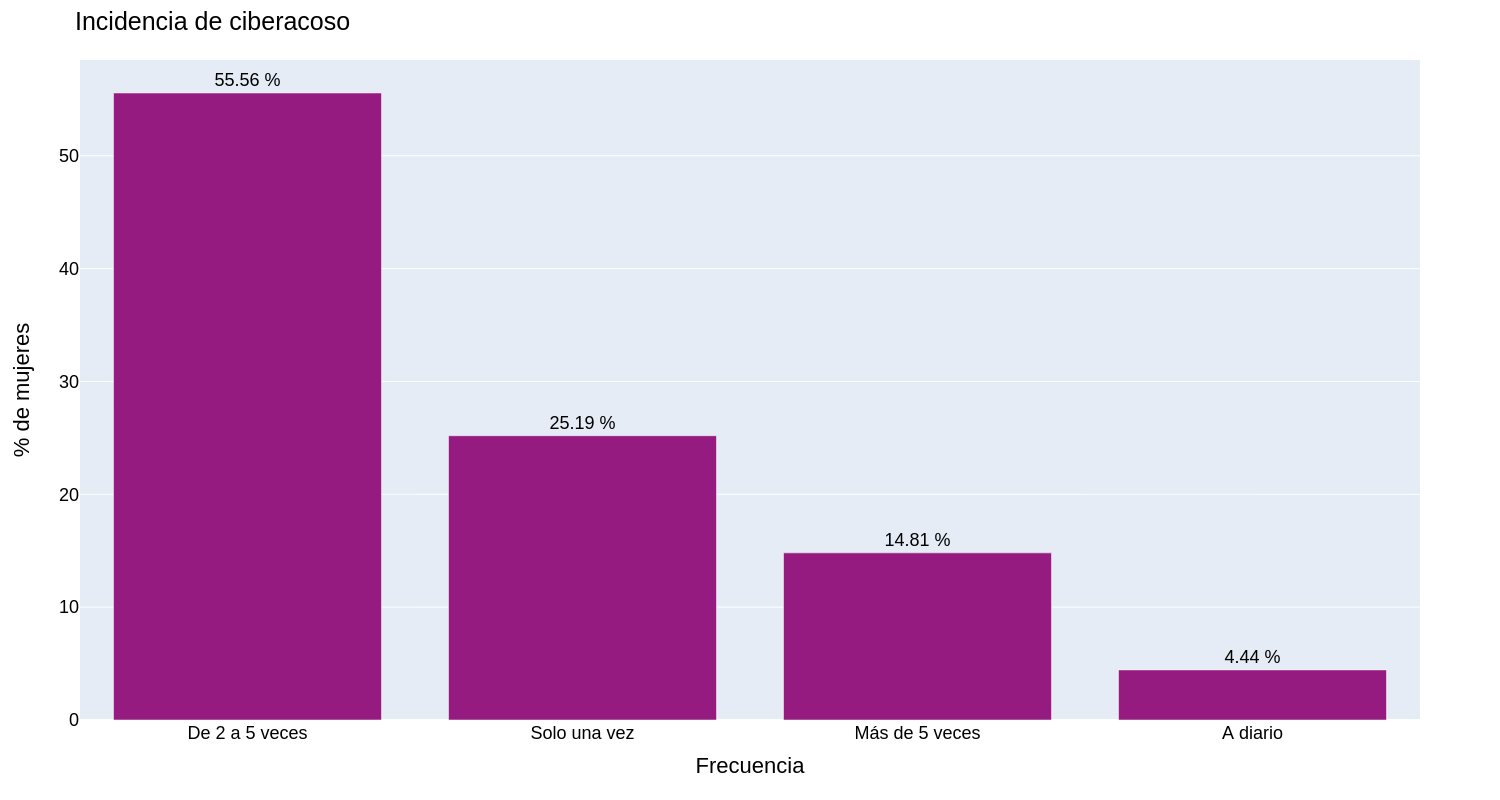 Incidencia de ciberacoso
% de mujeres
50
40
30
20
10
0
55.56 %
25.19 %
14.81 %
4.44 %
De 2 a 5 veces
Solo una vez
Más de 5 veces
A diario
Frecuencia